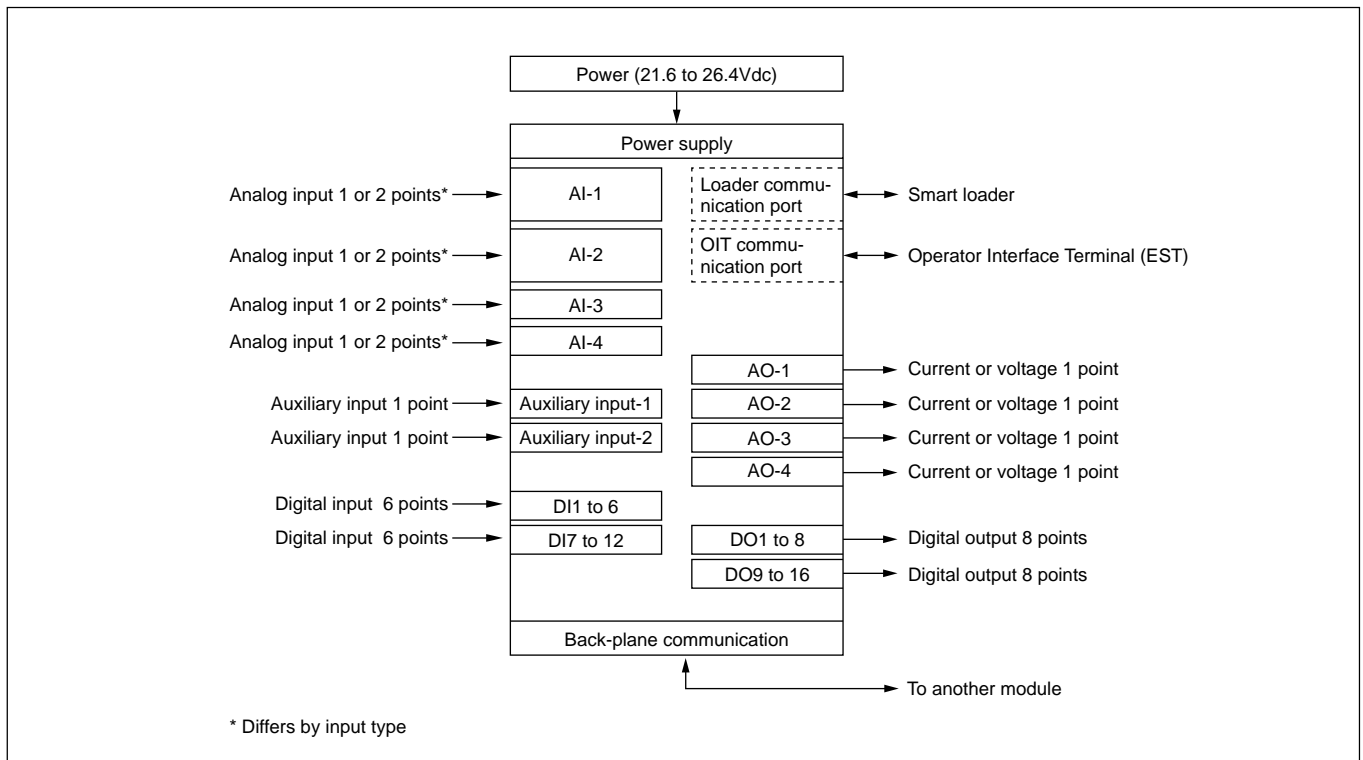 Power (21.6 to 26.4Vdc)
Power supply
Analog input 1 or 2 points*
AI-1
Loader commu-
nication port
Smart loader
Analog input 1 or 2 points*
AI-2
OIT commu-
nication port
Operator Interface Terminal (EST)
Analog input 1 or 2 points*
AI-3
Analog input 1 or 2 points*
AI-4
AO-1
Current or voltage 1 point
Auxiliary input 1 point
Auxiliary input-1
AO-2
Current or voltage 1 point
Auxiliary input 1 point
Auxiliary input-2
AO-3
Current or voltage 1 point
AO-4
Current or voltage 1 point
Digital input  6 points
DI1 to 6
Digital input  6 points
DI7 to 12
DO1 to 8
Digital output 8 points
DO9 to 16
Digital output 8 points
Back-plane communication
To another module
* Differs by input type